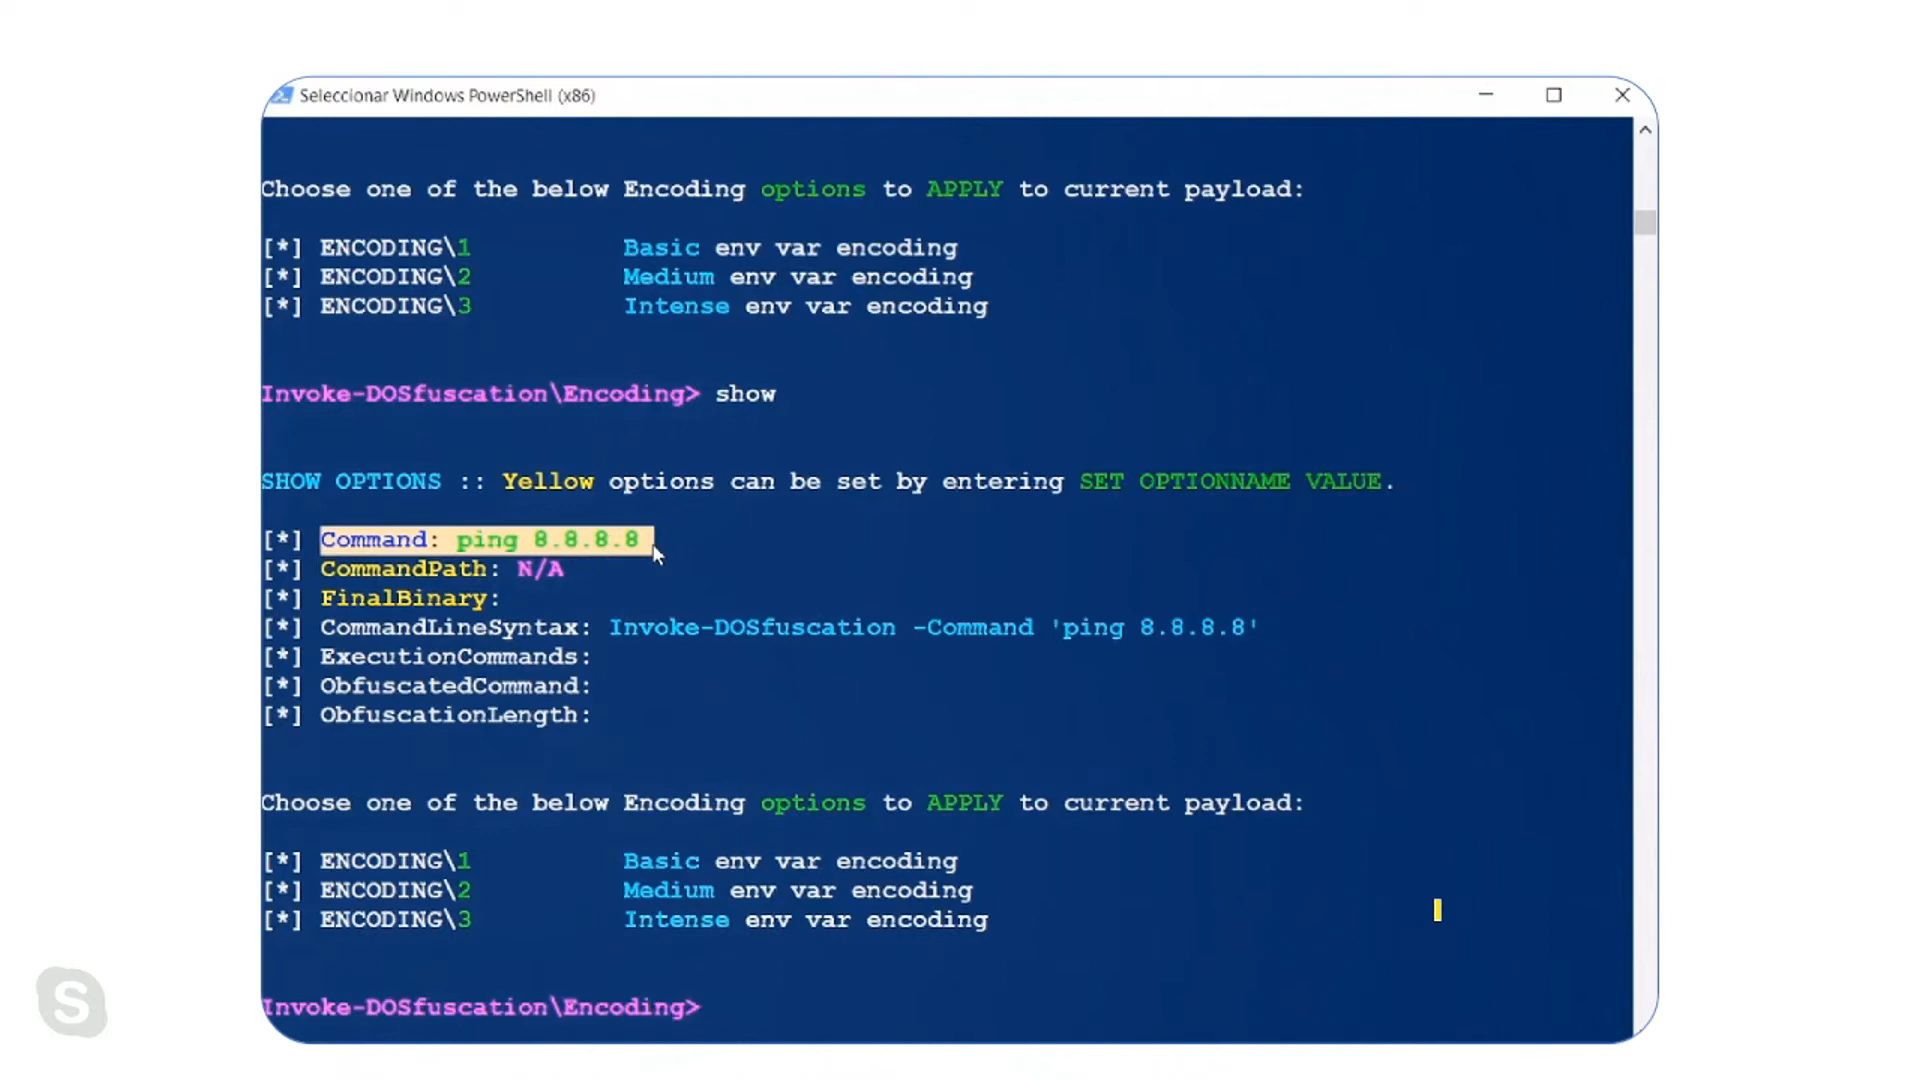 Seleccionar Windows PowerShell (x86)
Choose one of the below Encoding options to APPLY to current payload:
[*] ENCODING\1 Basic env var encoding
[*] ENCODING\2 Medium env var encoding
[*] ENCODING\3 Intense env var encoding
Invoke-DOSfuscation\Encoding> show
SHOW OPTIONS :: Yellow options can be set by entering SET OPTIONNAME VALUE.
[*] Command: ping 8.8.8.8
[*] CommandPath: N/A
[*] FinalBinary:
[*] CommandLineSyntax: Invoke-DOSfuscation -Command 'ping 8.8.8.8'
[*] ExecutionCommands:
[*] ObfuscatedCommand:
[*] ObfuscationLength:
Choose one of the below Encoding options to APPLY to current payload:
[*] ENCODING\1 Basic env var encoding
[*] ENCODING\2 Medium env var encoding
[*] ENCODING\3 Intense env var encoding
Invoke-DOSfuscation\Encoding>
S